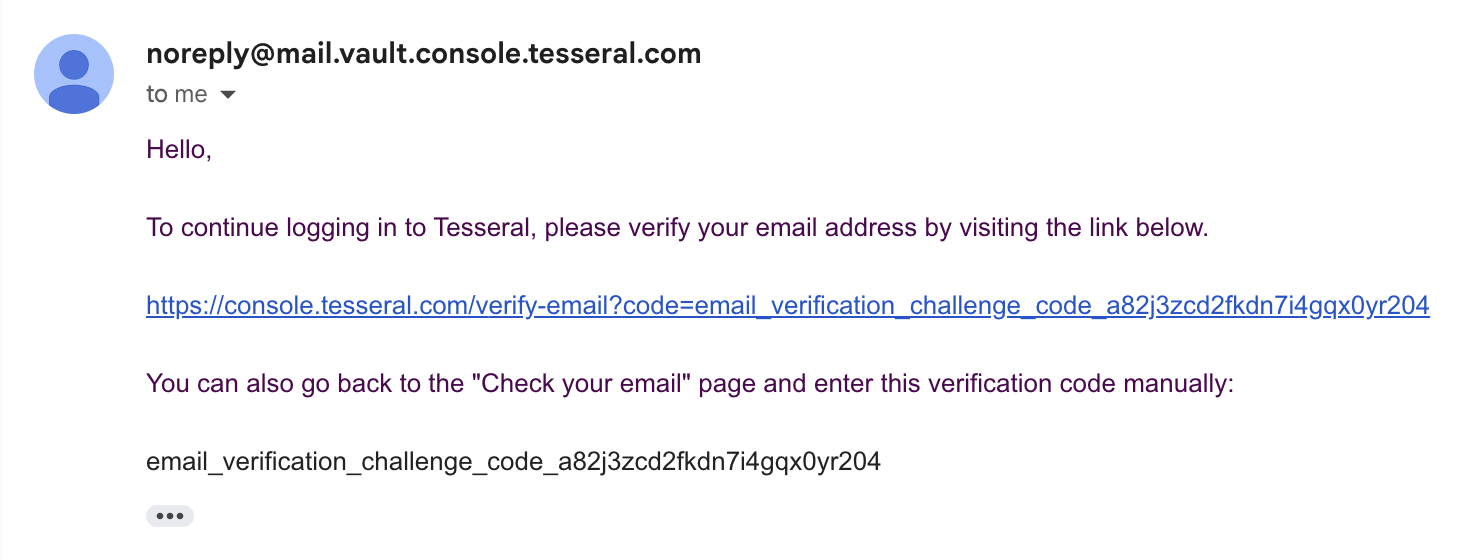 noreply@mail.vault.console.tesseral.com
to me
Hello,
To continue logging in to Tesseral, please verify your email address by visiting the link below.
https://console.tesseral.com/verify-email?code=email_verification_challenge_code_a82j3zcd2fkdn7i4gqx0yr204
You can also go back to the "Check your email" page and enter this verification code manually:
email_verification_challenge_code_a82j3zcd2fkdn7i4gqx0yr204